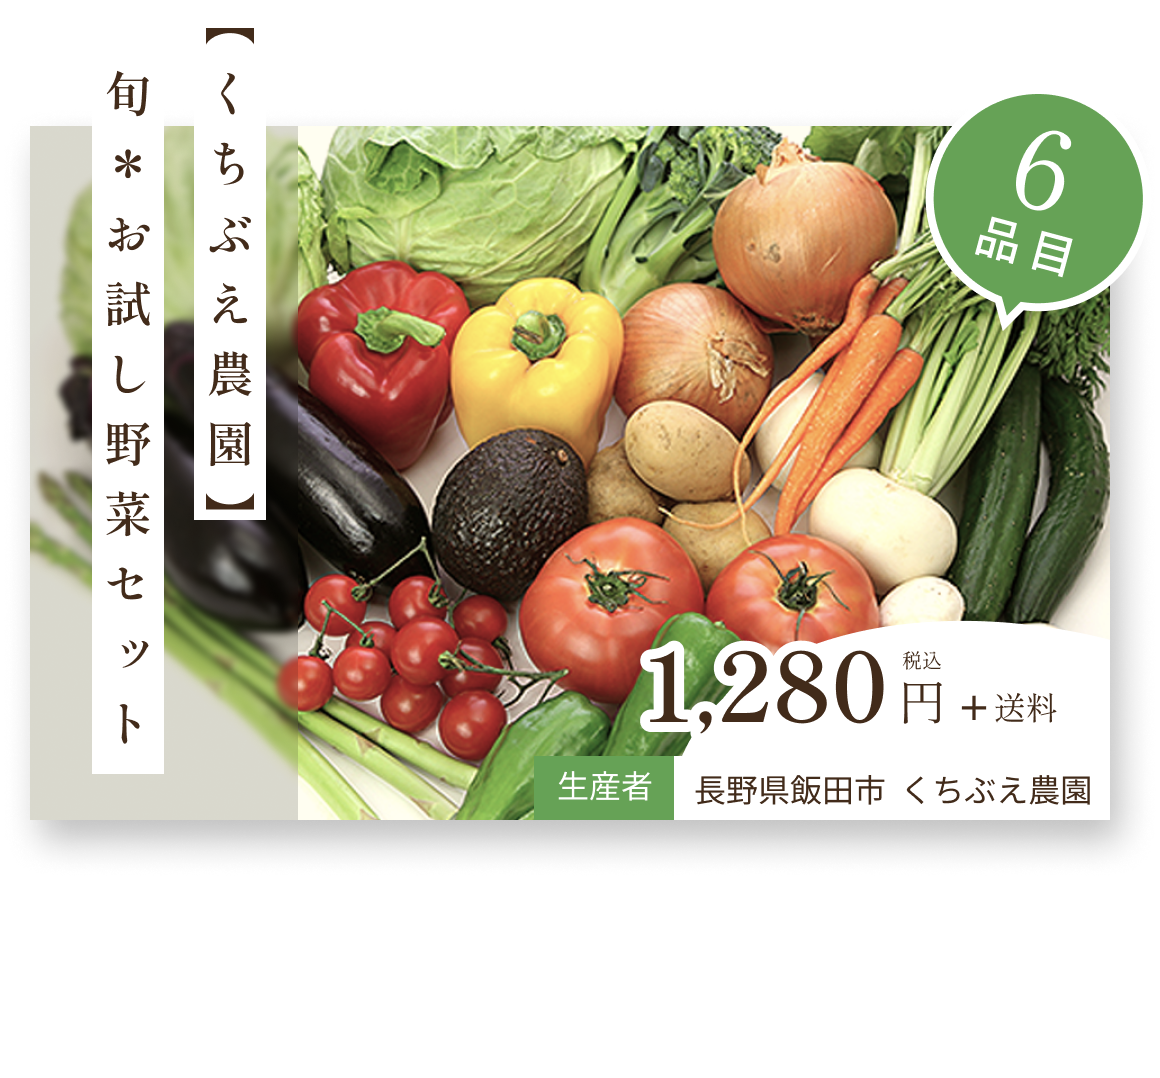 【くちぶえ農園】
旬＊お試し野菜セット
6
品目
1,280円 税込 +送料
生産者 長野県飯田市 くちぶえ農園